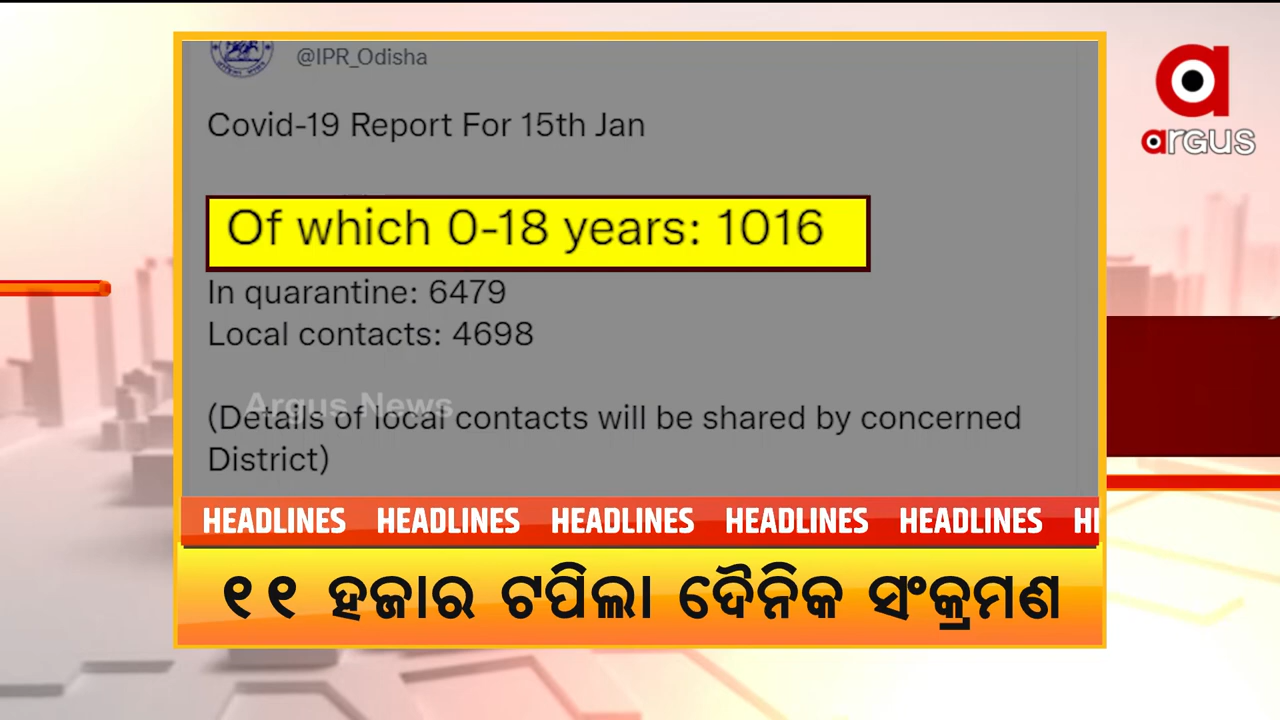 @IPR_Odisha
argus
Covid-19 Report For 15th Jan
Of which 0-18 years: 1016
In quarantine: 6479
Local contacts: 4698
Argus News
(Details of local contacts will be shared by concerned
District)
HEADLINES HEADLINES HEADLINES HEADLINES HEADLINES
୧୧ ହଜାର ଟପିଲା ଦୈନିକ ସଂକ୍ରମଣ